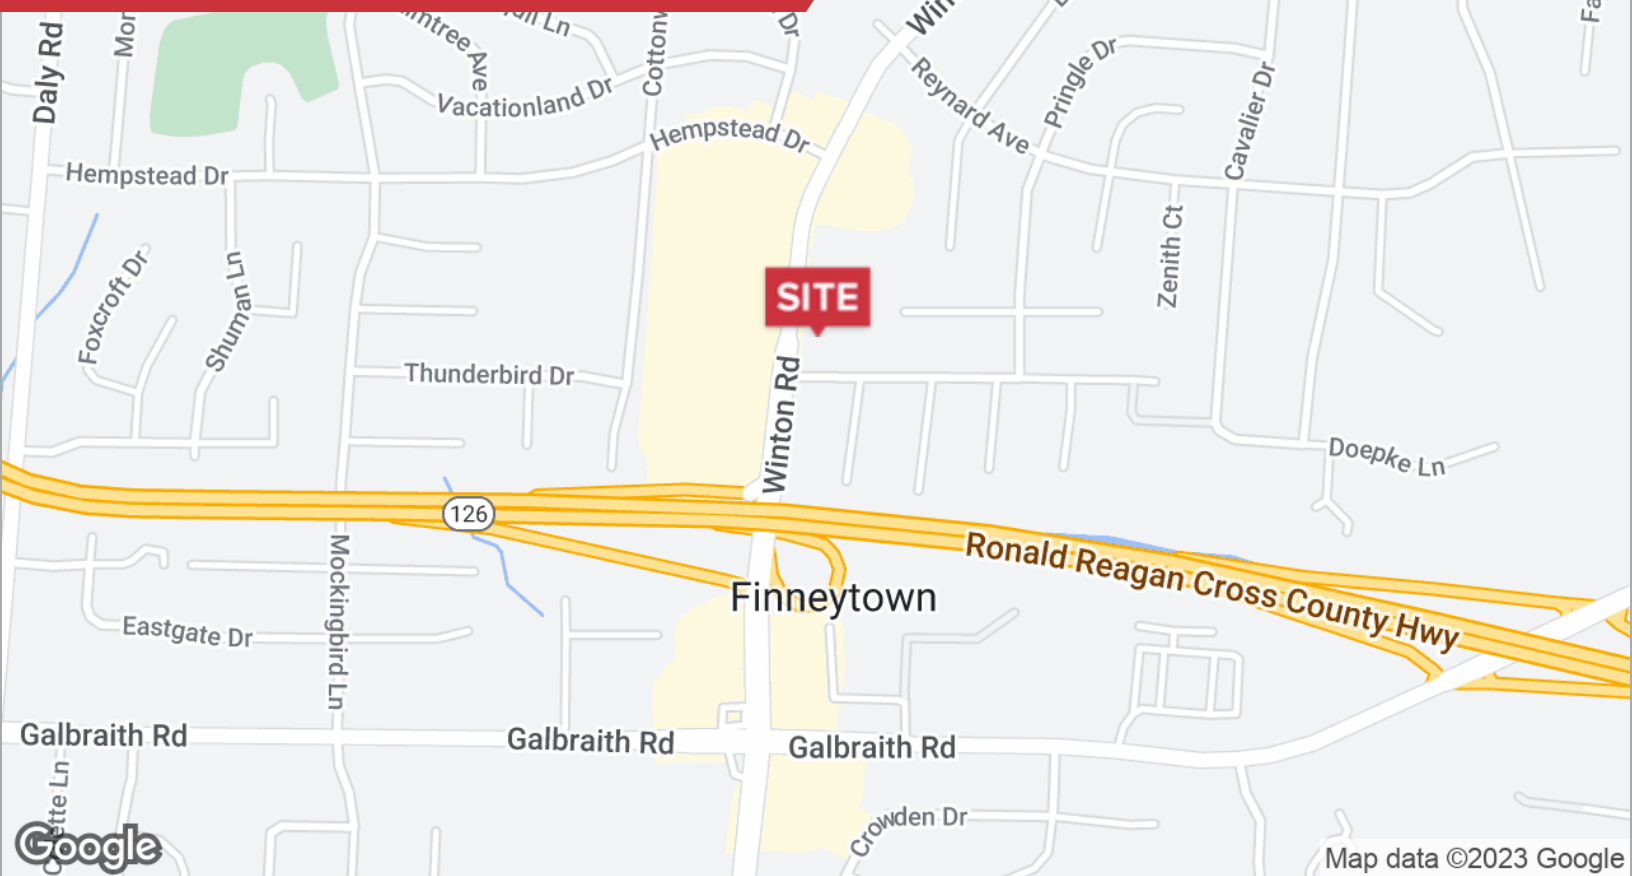 Daly Rd
Vacationland Dr
Hempstead Dr
Reynard Ave
Pringle Dr
Cavalier Dr
Hempstead Dr
Zenith Ct
Foxcroft Dr
Shuman Ln
SITE
Thunderbird Dr
Winton Rd
Doepke Ln
126
Ronald Reagan Cross County Hwy
Finneytown
Mockingbird Ln
Eastgate Dr
Galbraith Rd
Galbraith Rd
Galbraith Rd
Crowden Dr
Google
Map data ©2023 Google